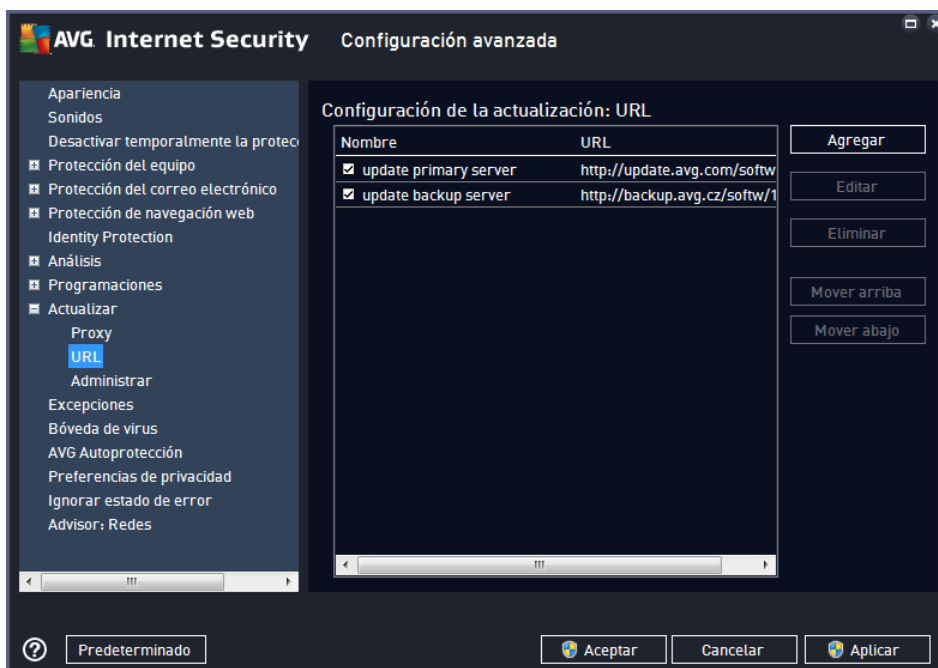 AVG Internet Security Configuración avanzada
Apariencia
Sonidos
Desactivar temporalmente la protec
Protección del equipo
Protección del correo electrónico
Protección de navegación web
Identity Protection
Análisis
Programaciones
Actualizar
Proxy
URL
Administrar
Excepciones
Bóveda de virus
AVG Autoprotección
Preferencias de privacidad
Ignorar estado de error
Advisor: Redes
Configuración de la actualización: URL
Nombre URL
update primary server http://update.avg.com/softw
update backup server http://backup.avg.cz/softw/1
Agregar
Editar
Eliminar
Mover arriba
Mover abajo
Predeterminado
Aceptar
Cancelar
Aplicar